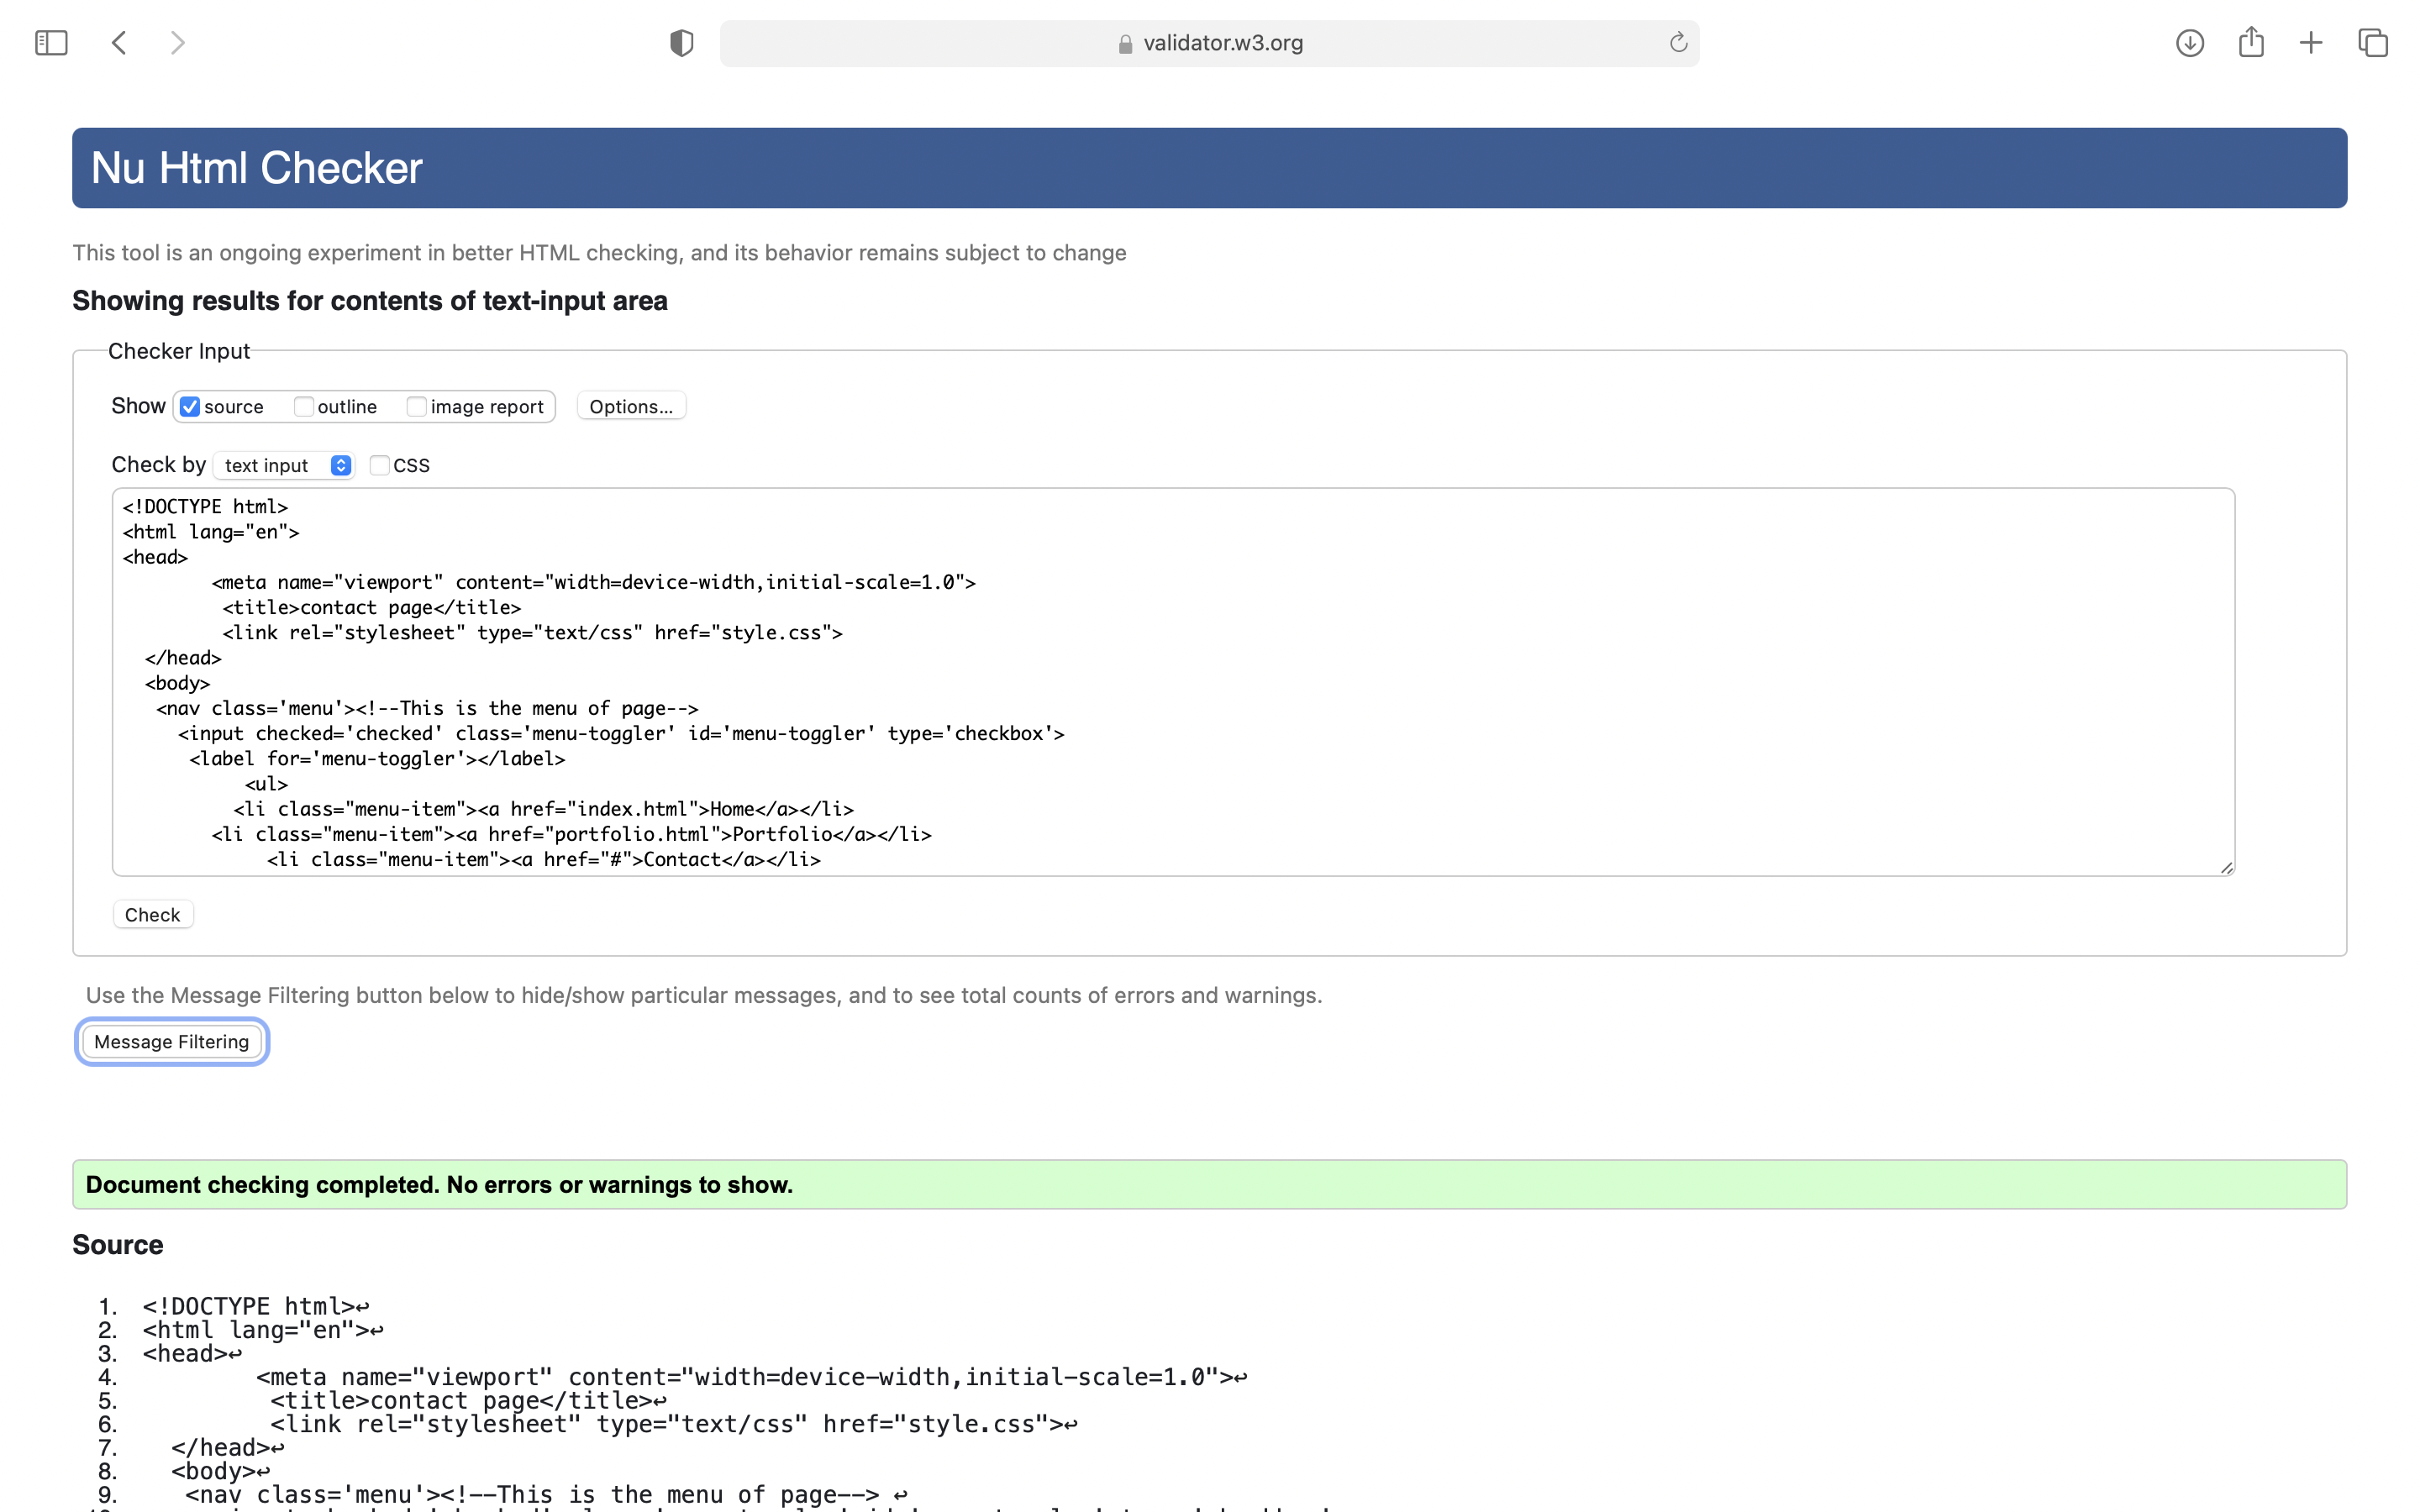 validator.w3.org
Nu Html Checker
This tool is an ongoing experiment in better HTML checking, and its behavior remains subject to change
Showing results for contents of text-input area
Checker Input
Show source outline image report Options...
Check by text input CSS
<!DOCTYPE html>
<html lang="en">
<head>
<meta name="viewport" content="width=device-width,initial-scale=1.0">
<title>contact page</title>
<link rel="stylesheet" type="text/css" href="style.css">
</head>
<body>
<nav class='menu'><!--This is the menu of page-->
<input checked='checked' class='menu-toggler' id='menu-toggler' type='checkbox'>
<label for='menu-toggler'></label>
<ul>
<li class="menu-item"><a href="index.html">Home</a></li>
<li class="menu-item"><a href="portfolio.html">Portfolio</a></li>
<li class="menu-item"><a href="#">Contact</a></li>
Check
Use the Message Filtering button below to hide/show particular messages, and to see total counts of errors and warnings.
Message Filtering
Document checking completed. No errors or warnings to show.
Source
1. <!DOCTYPE html>↩
2. <html lang="en">↩
3. <head>↩
4. <meta name="viewport" content="width=device-width,initial-scale=1.0">↩
5. <title>contact page</title>↩
6. <link rel="stylesheet" type="text/css" href="style.css">↩
7. </head>↩
8. <body>↩
9. <nav class='menu'><!--This is the menu of page--> ↩